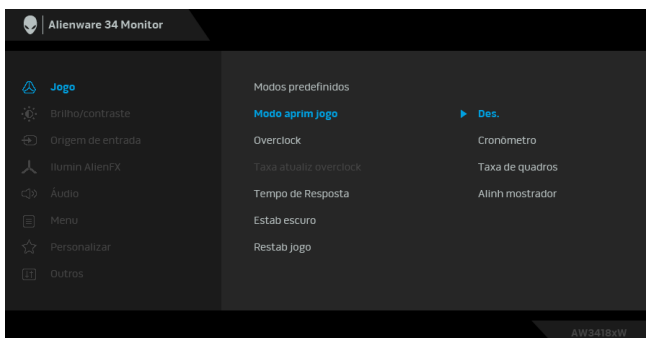 Alienware 34 Monitor
Jogo
Brilho/contraste
Origem de entrada
Ilumin AlienFX
Áudio
Menu
Personalizar
Outros
Modos predefinidos
Modo aprim jogo
Overclock
Taxa atualiz overclock
Tempo de Resposta
Estab escuro
Restab jogo
Des.
Cronômetro
Taxa de quadros
Alinh mostrador
AW3418xW